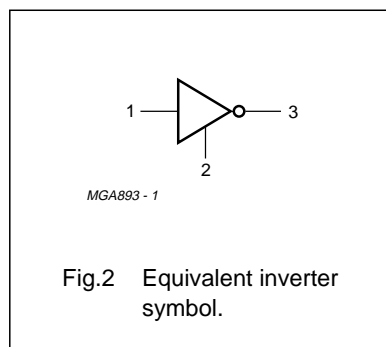 1
3
2
MGA893 - 1
Fig.2 Equivalent inverter
symbol.